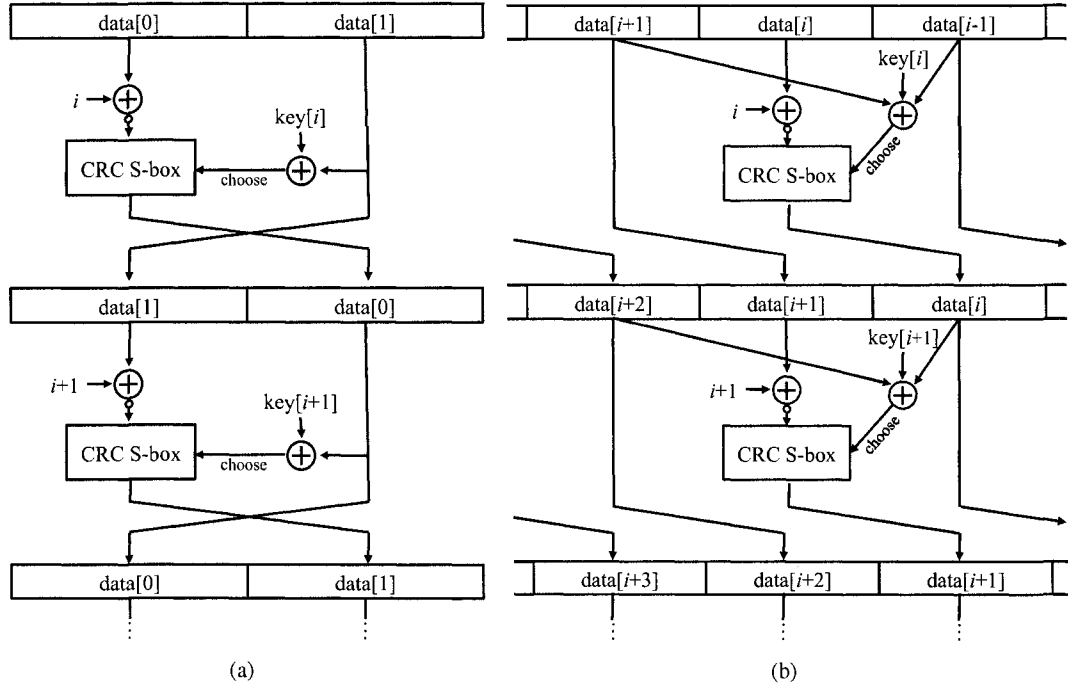 data[0] data[1]
i
key[i]
CRC S-box
choose
data[1] data[0]
i+1
key[i+1]
CRC S-box
choose
data[0] data[1]
(a)
data[i+1] data[i] data[i-1]
key[i]
i
choose
CRC S-box
data[i+2] data[i+1] data[i]
key[i+1]
i+1
choose
CRC S-box
data[i+3] data[i+2] data[i+1]
(b)